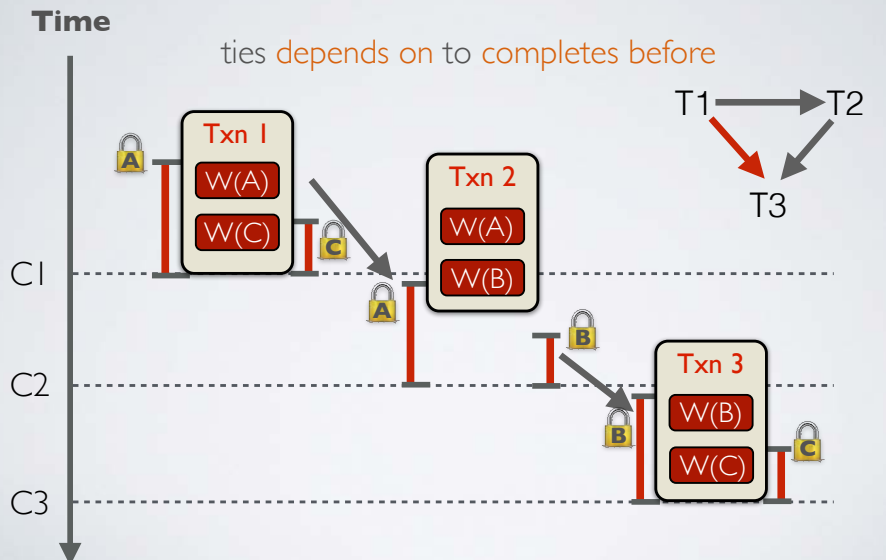 Time
ties depends on to completes before
T1
T2
T3
A
Txn 1
W(A)
W(C)
C
Txn 2
W(A)
W(B)
C1
A
B
C2
Txn 3
W(B)
W(C)
B
C
C3